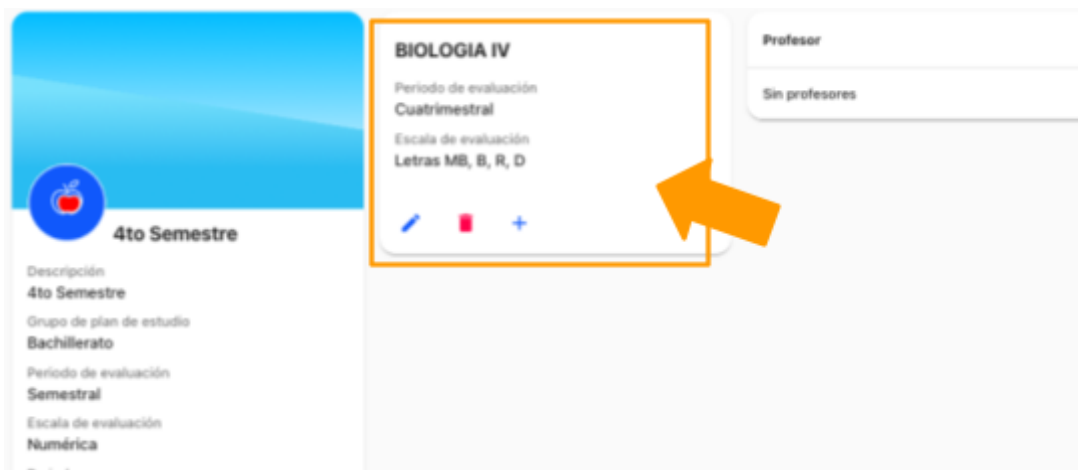 4to Semestre
Descripción
4to Semestre
Grupo de plan de estudio
Bachillerato
Periodo de evaluación
Semestral
Escala de evaluación
Numérica
BIOLOGIA IV
Periodo de evaluación
Cuatrimestral
Escala de evaluación
Letras MB, B, R, D
Profesor
Sin profesores